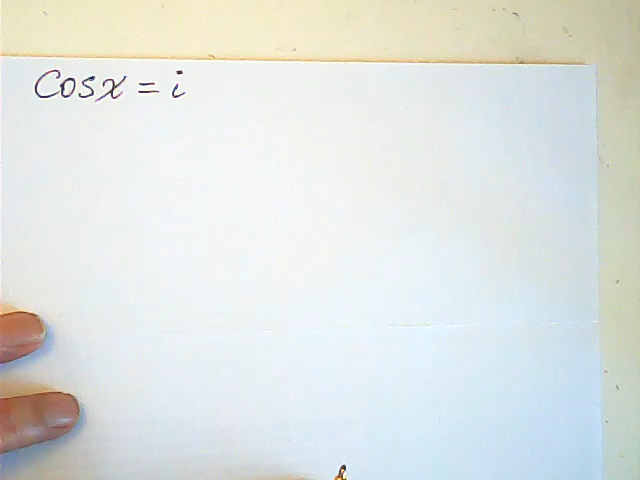 Cosx = i